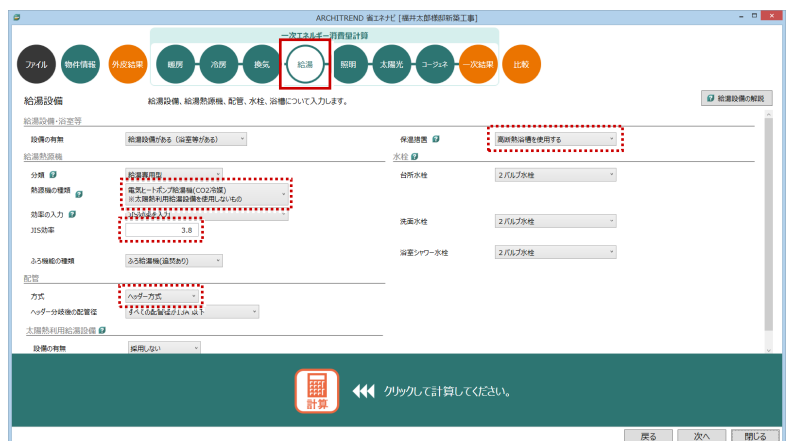 ARCHITREND 省エネナビ [福井太郎様邸新築工事]
一次エネルギー消費量計算
ファイル 物件情報 外皮結果 暖房 冷房 換気 給湯 照明 太陽光 コージェネ 一次結果 比較
給湯設備 給湯設備、給湯熱源機、配管、水栓、浴槽について入力します。 給湯設備の解説
給湯設備・浴室等
設備の有無 給湯設備がある（浴室等がある） 保温措置 高断熱浴槽を使用する
給湯熱源機 水栓
分類 給湯専用型 台所水栓 2バルブ水栓
熱源機の種類 電気ヒートポンプ給湯機(CO2冷媒)
※太陽熱利用給湯設備を使用しないもの
効率の入力 洗面水栓 2バルブ水栓
JIS効率 3.8
浴室シャワー水栓 2バルブ水栓
ふろ機能の種類 ふろ給湯機(追焚あり)
配管
方式 ヘッダー方式
ヘッダー分岐後の配管径 すべての配管径が13A以下
太陽熱利用給湯設備
設備の有無 採用しない
計算 クリックして計算してください。
戻る 次へ 閉じる